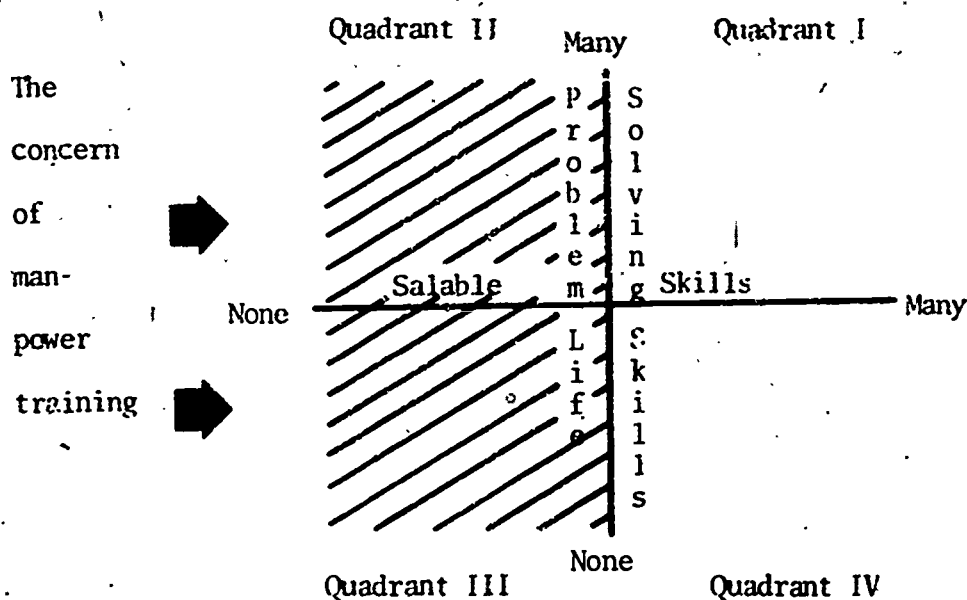 Quadrant II
Quadrant I
Many
The
concern
of
man-
power
training
Problem
Solving
Salable
Skills
None
Many
Life
Skills
None
Quadrant III
Quadrant IV